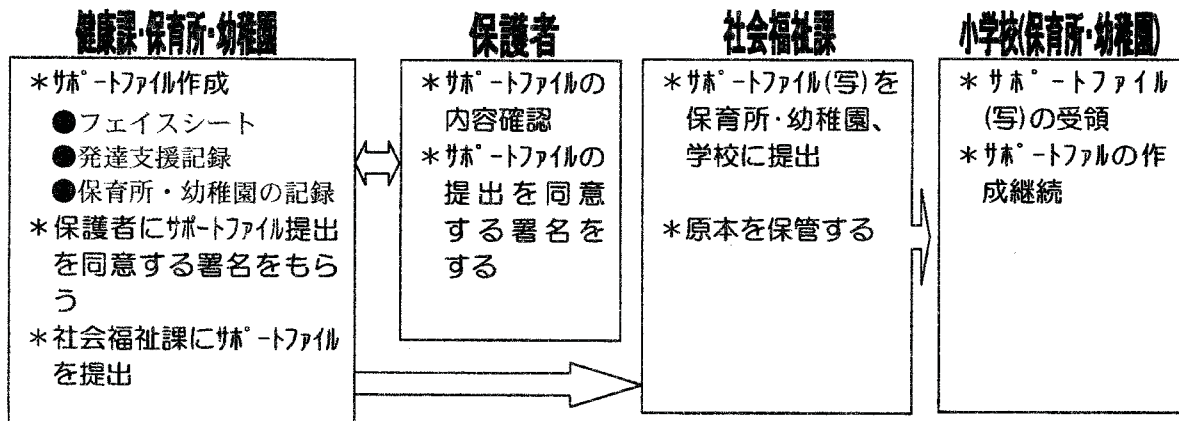 健康課・保育所・幼稚園
＊ｻﾎﾟｰﾄﾌｧｲﾙ作成
●フェイスシート
●発達支援記録
●保育所・幼稚園の記録
＊保護者にｻﾎﾟｰﾄﾌｧｲﾙ提出
を同意する署名をもら
う
＊社会福祉課にｻﾎﾟｰﾄﾌｧｲﾙ
を提出
保護者
＊ｻﾎﾟｰﾄﾌｧｲﾙの
内容確認
＊ｻﾎﾟｰﾄﾌｧｲﾙの
提出を同意
する署名を
する
社会福祉課
＊ｻﾎﾟｰﾄﾌｧｲﾙ(写)を
保育所・幼稚園、
学校に提出
＊原本を保管する
小学校(保育所・幼稚園)
＊ｻﾎﾟｰﾄﾌｧｲﾙ
(写)の受領
＊ｻﾎﾟｰﾄﾌｧﾙの作
成継続